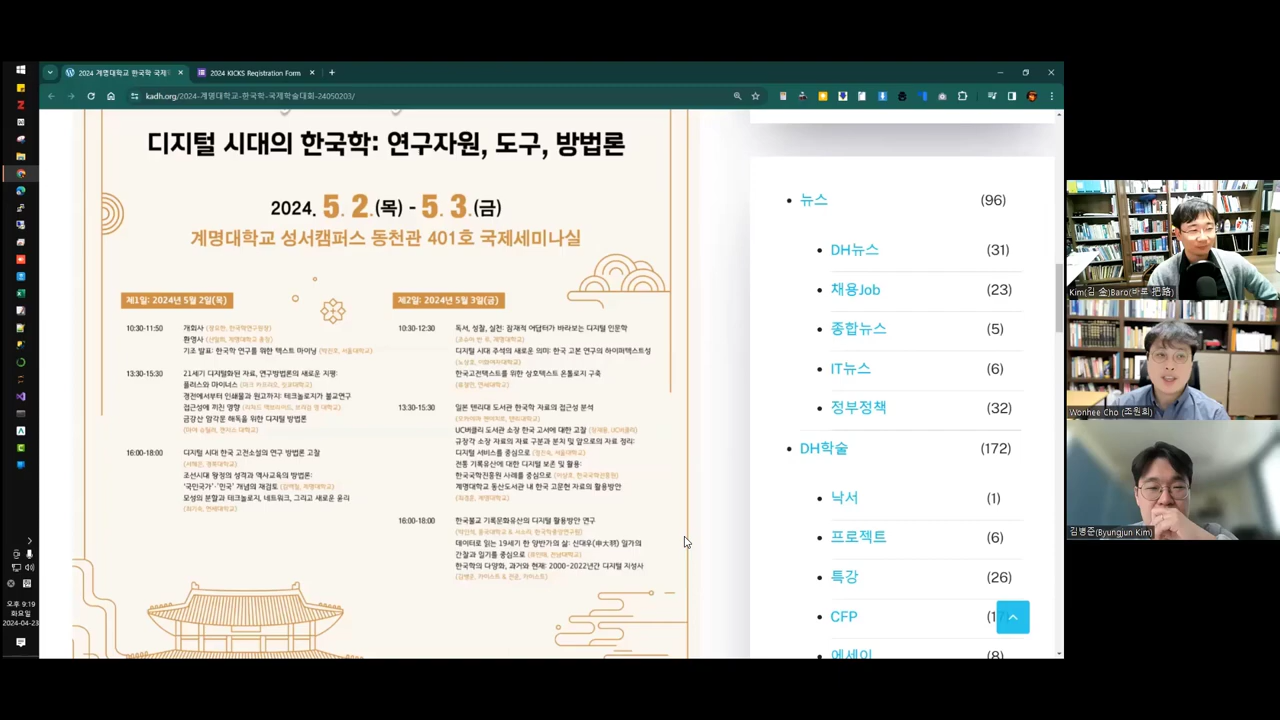 2024 계명대학교 한국학 국제
2024 KICKS Registration Form
kadh.org/2024-계명대학교-한국학-국제학술대회-24050203/
디지털 시대의 한국학: 연구자원, 도구, 방법론
2024. 5. 2.(목) - 5. 3.(금)
계명대학교 성서캠퍼스 동천관 401호 국제세미나실
제1일: 2024년 5월 2일(목)
10:30-11:50
개회사
환영사
기조 발표: 한국학 연구를 위한 텍스트 마이닝
13:30-15:30
21세기 디지털화된 자료, 연구방법론의 새로운 지평:
플러스와 마이너스
경전에서부터 인쇄물과 원고까지: 테크놀로지가 불교연구
접근성에 끼친 영향
금강산 암각문 해독을 위한 디지털 방법론
16:00-18:00
디지털 시대 한국 고전소설의 연구 방법론 고찰
조선시대 왕정의 성격과 역사교육의 방법론:
'국민국가'·'민국' 개념의 재검토
모성의 분할과 테크놀로지, 네트워크, 그리고 새로운 윤리
제2일: 2024년 5월 3일(금)
10:30-12:30
독서, 성찰, 실천: 잠재적 어답터가 바라보는 디지털 인문학
디지털 시대 주석의 새로운 의미: 한국 고본 연구의 하이퍼텍스트성
한국고전텍스트를 위한 상호텍스트 온톨로지 구축
13:30-15:30
일본 텐리대 도서관 한국학 자료의 접근성 분석
UC버클리 도서관 소장 한국 고서에 대한 고찰
규장각 소장 자료의 자료 구분과 분지 및 앞으로의 자료 정리:
디지털 서비스를 중심으로
전통 기록유산에 대한 디지털 보존 및 활용:
한국국학진흥원 사례를 중심으로
계명대학교 동산도서관 내 한국 고문헌 자료의 활용방안
16:00-18:00
한국불교 기록문화유산의 디지털 활용방안 연구
데이터로 읽는 19세기 한 양반가의 삶:
간찰과 일기를 중심으로
한국학의 다양화, 과거와 현재: 2000-2022년간 디지털 지성사
뉴스 (96)
DH뉴스 (31)
채용Job (23)
종합뉴스 (5)
IT뉴스 (6)
정부정책 (32)
DH학술 (172)
낙서 (1)
프로젝트 (6)
특강 (26)
CFP
에세이 (8)
Kim(김 金)Baro(바로 把路)
Wonhee Cho (조원희)
김병준(Byungjun Kim)
오후 9:19
화요일
2024-04-23